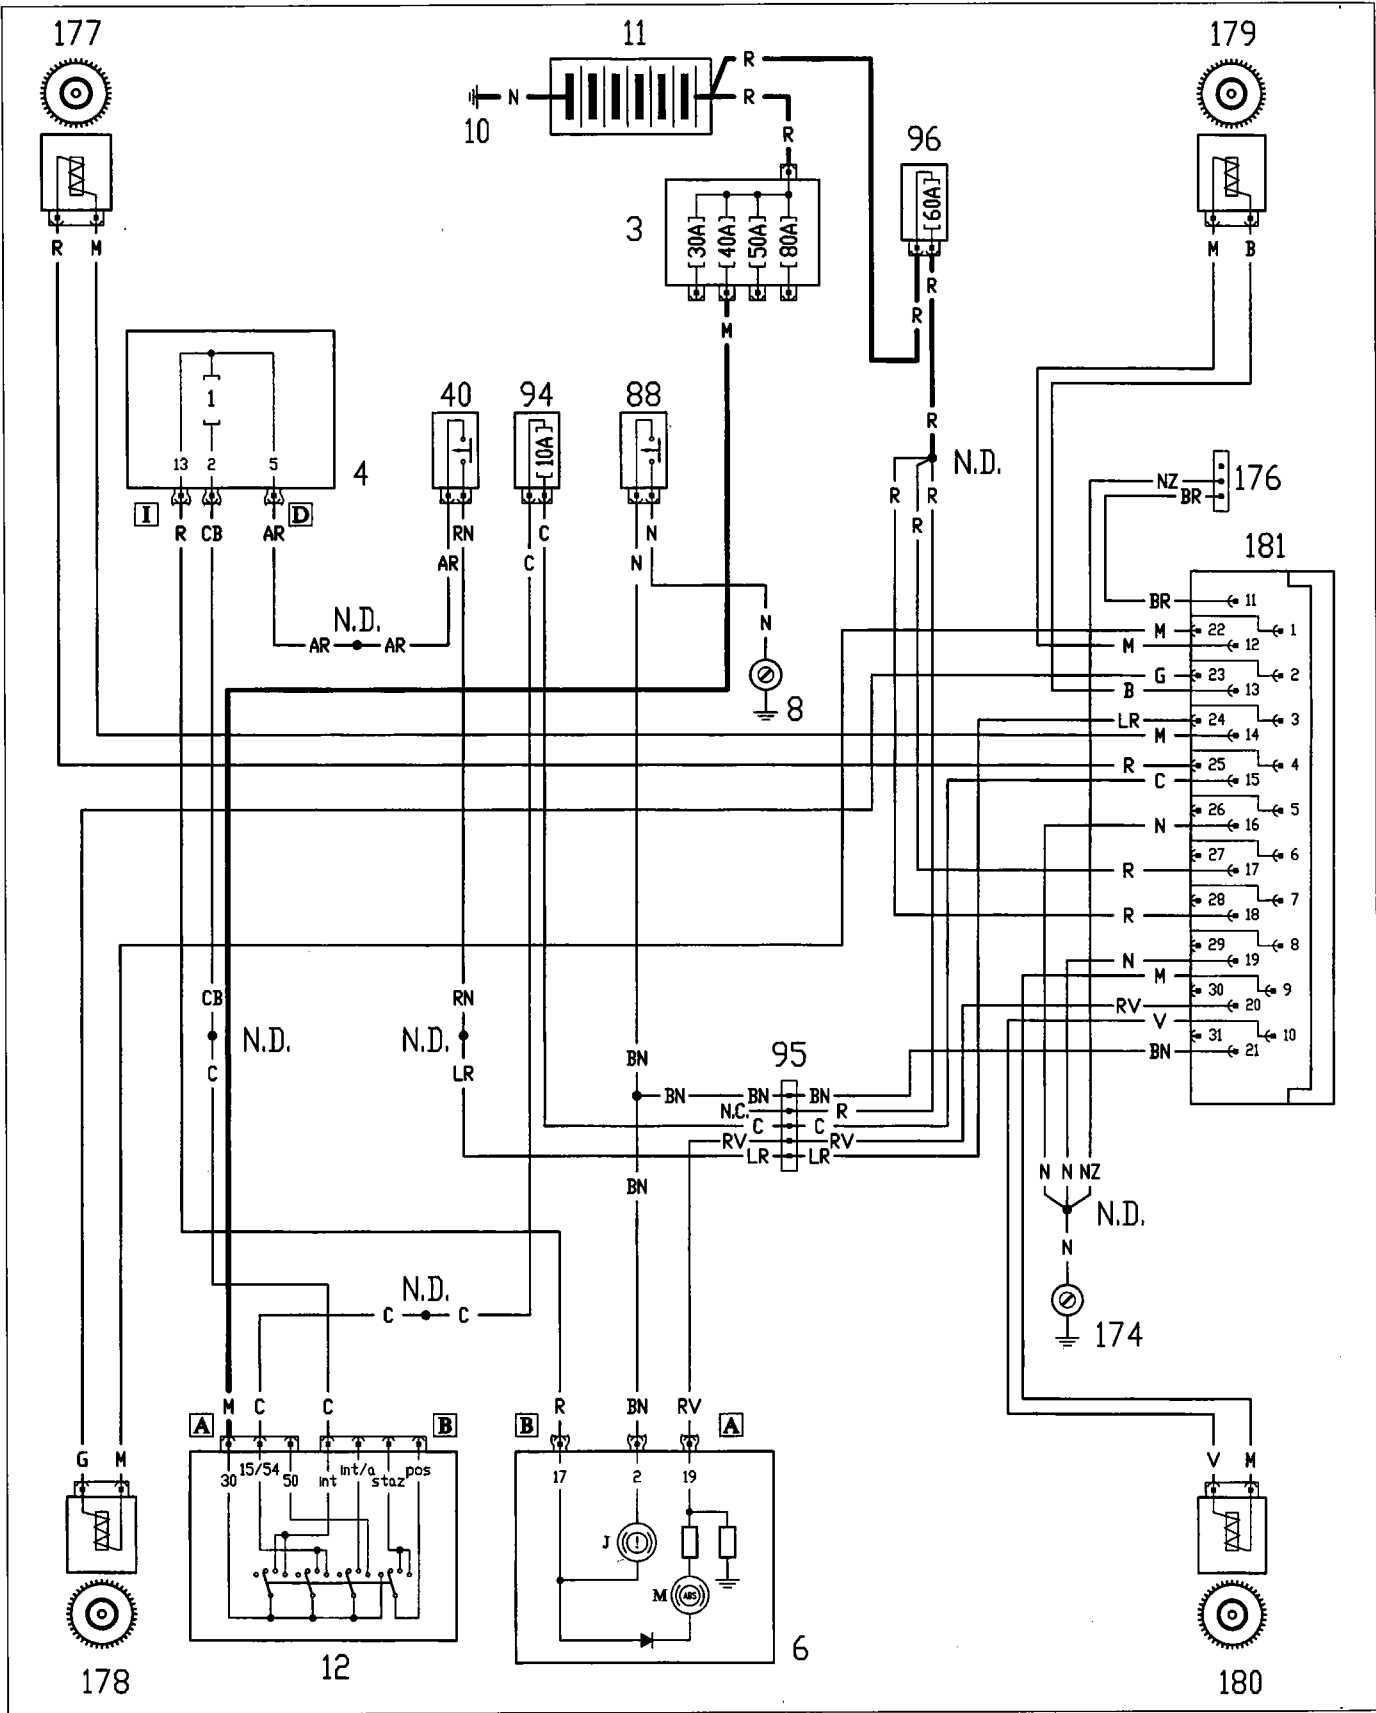 177
11
179
R
N
R
10
R
96
3
30A
40A
50A
80A
60A
R
M
M
B
R
R
M
1
40
94
88
10A
R
13
2
5
4
N.D.
NZ
176
BR
R
R
I
D
R
CB
AR
RN
C
N
R
181
AR
C
N
N.D.
AR
AR
N
BR
11
M
22
1
M
12
G
23
2
B
13
8
LR
24
3
M
14
R
25
4
C
15
26
5
N
16
27
6
R
17
28
7
R
18
29
8
N
19
M
30
9
CB
RN
RV
20
V
N.D.
N.D.
31
10
BN
21
C
LR
BN
95
BN
BN
BN
N.C.
R
C
C
RV
RV
LR
LR
N
N
NZ
BN
N.D.
N
N.D.
C
C
174
A
M
C
C
B
B
R
BN
RV
A
G
M
V
M
30
15/54
50
int
int/a
staz
pos
17
2
19
J
!
M
ABS
6
12
178
180